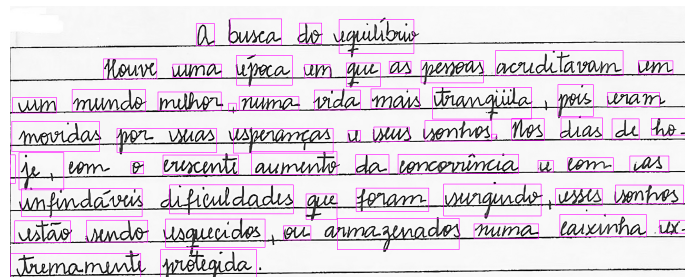 A busca do equilíbrio
Houve uma época em que as pessoas acreditavam em
um mundo melhor, numa vida mais tranqüila, pois eram
movidas por suas esperanças e seus sonhos. Nos dias de ho-
je, com o crescente aumento da concorrência e com as
infindáveis dificuldades que foram surgindo, esses sonhos
estão sendo esquecidos, ou armazenados numa caixinha ex-
tremamente protegida.